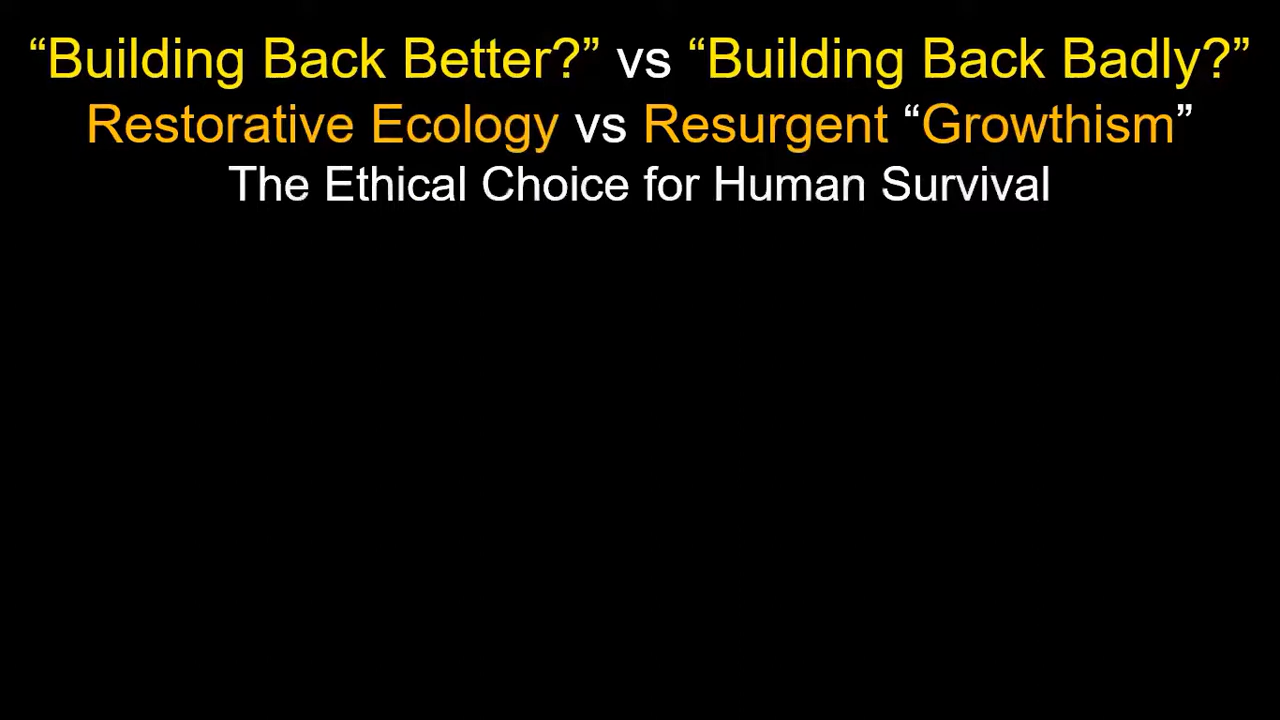 “Building Back Better?” vs “Building Back Badly?”
Restorative Ecology vs Resurgent “Growthism”
The Ethical Choice for Human Survival